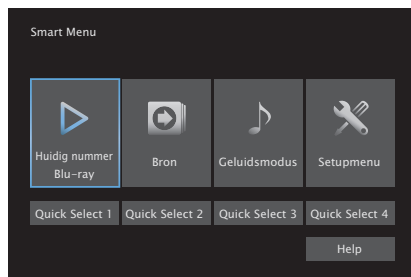 Smart Menu
Huidig nummer
Blu-ray
Bron
Geluidsmodus
Setupmenu
Quick Select 1
Quick Select 2
Quick Select 3
Quick Select 4
Help